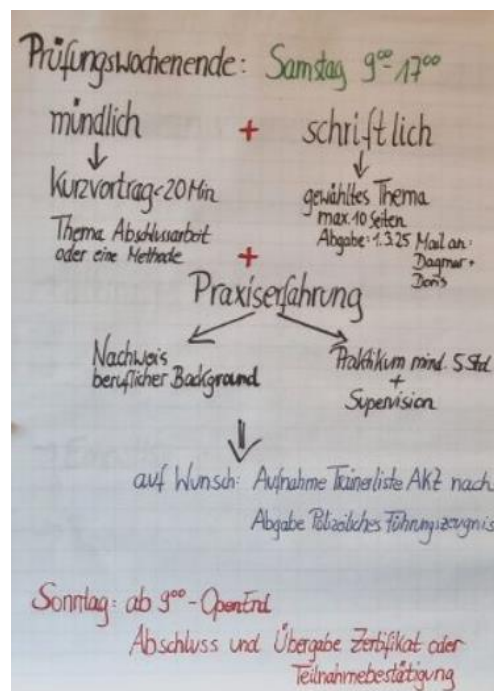 Prüfungswochenende: Samstag 9⁰⁰-17⁰⁰
mündlich + schriftlich
Kurzvortrag <20 Min
Thema Abschlussarbeit
oder eine Methode
gewähltes Thema
max. 10 Seiten
Abgabe: 1.3.25 Mail an:
Dagmar +
Doris
+
Praxiserfahrung
Nachweis
beruflicher Background
Praktikum mind. 5 Std.
+
Supervision
auf Wunsch: Aufnahme Trainerliste AKZ nach
Abgabe Polizeiliches Führungszeugnis
Sonntag: ab 9⁰⁰ - OpenEnd
Abschluss und Übergabe Zertifikat oder
Teilnahmebestätigung